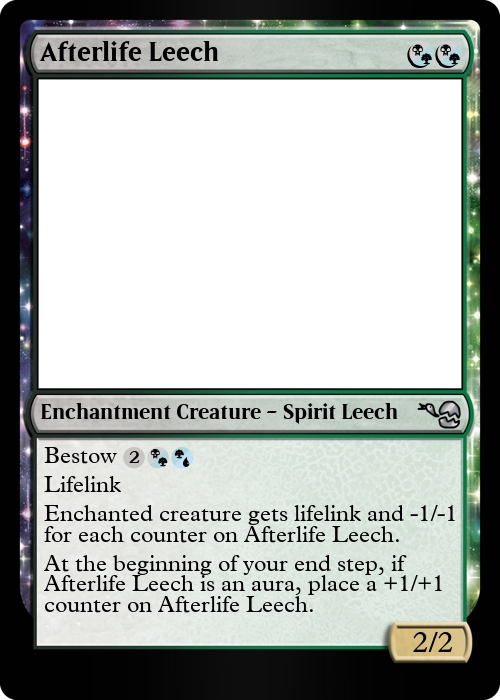 Afterlife Leech
Enchantment Creature – Spirit Leech
Bestow 2
Lifelink
Enchanted creature gets lifelink and -1/-1
for each counter on Afterlife Leech.
At the beginning of your end step, if
Afterlife Leech is an aura, place a +1/+1
counter on Afterlife Leech.
2/2